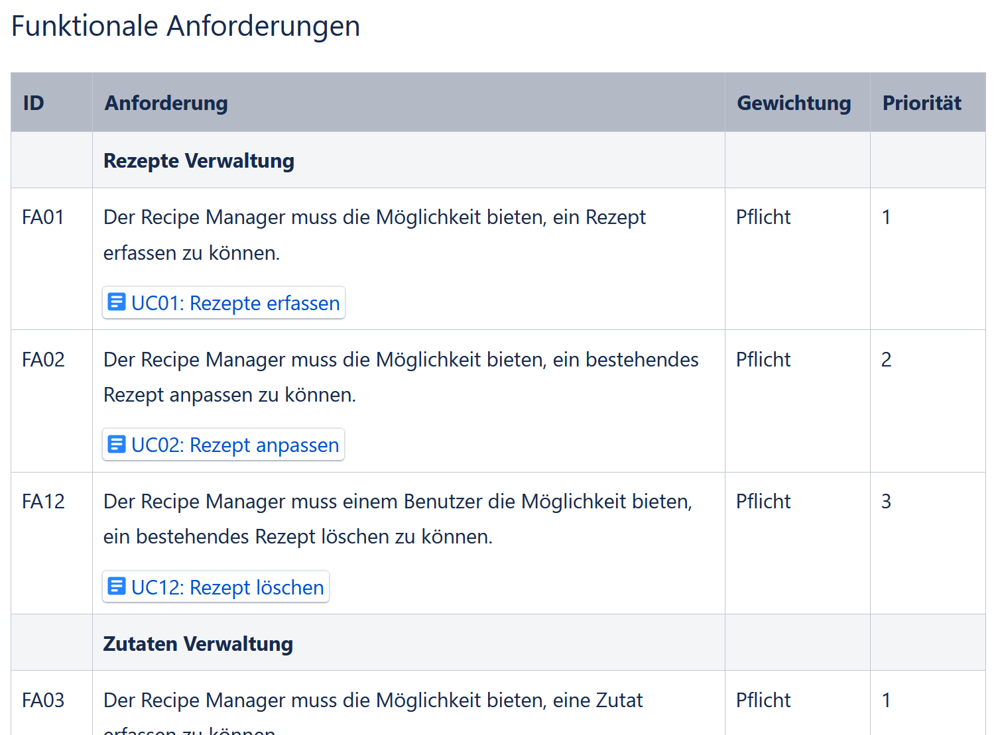 Funktionale Anforderungen
ID Anforderung Gewichtung Priorität
Rezepte Verwaltung
FA01 Der Recipe Manager muss die Möglichkeit bieten, ein Rezept Pflicht 1
erfassen zu können.
UC01: Rezepte erfassen
FA02 Der Recipe Manager muss die Möglichkeit bieten, ein bestehendes Pflicht 2
Rezept anpassen zu können.
UC02: Rezept anpassen
FA12 Der Recipe Manager muss einem Benutzer die Möglichkeit bieten, Pflicht 3
ein bestehendes Rezept löschen zu können.
UC12: Rezept löschen
Zutaten Verwaltung
FA03 Der Recipe Manager muss die Möglichkeit bieten, eine Zutat Pflicht 1
erfassen zu können.